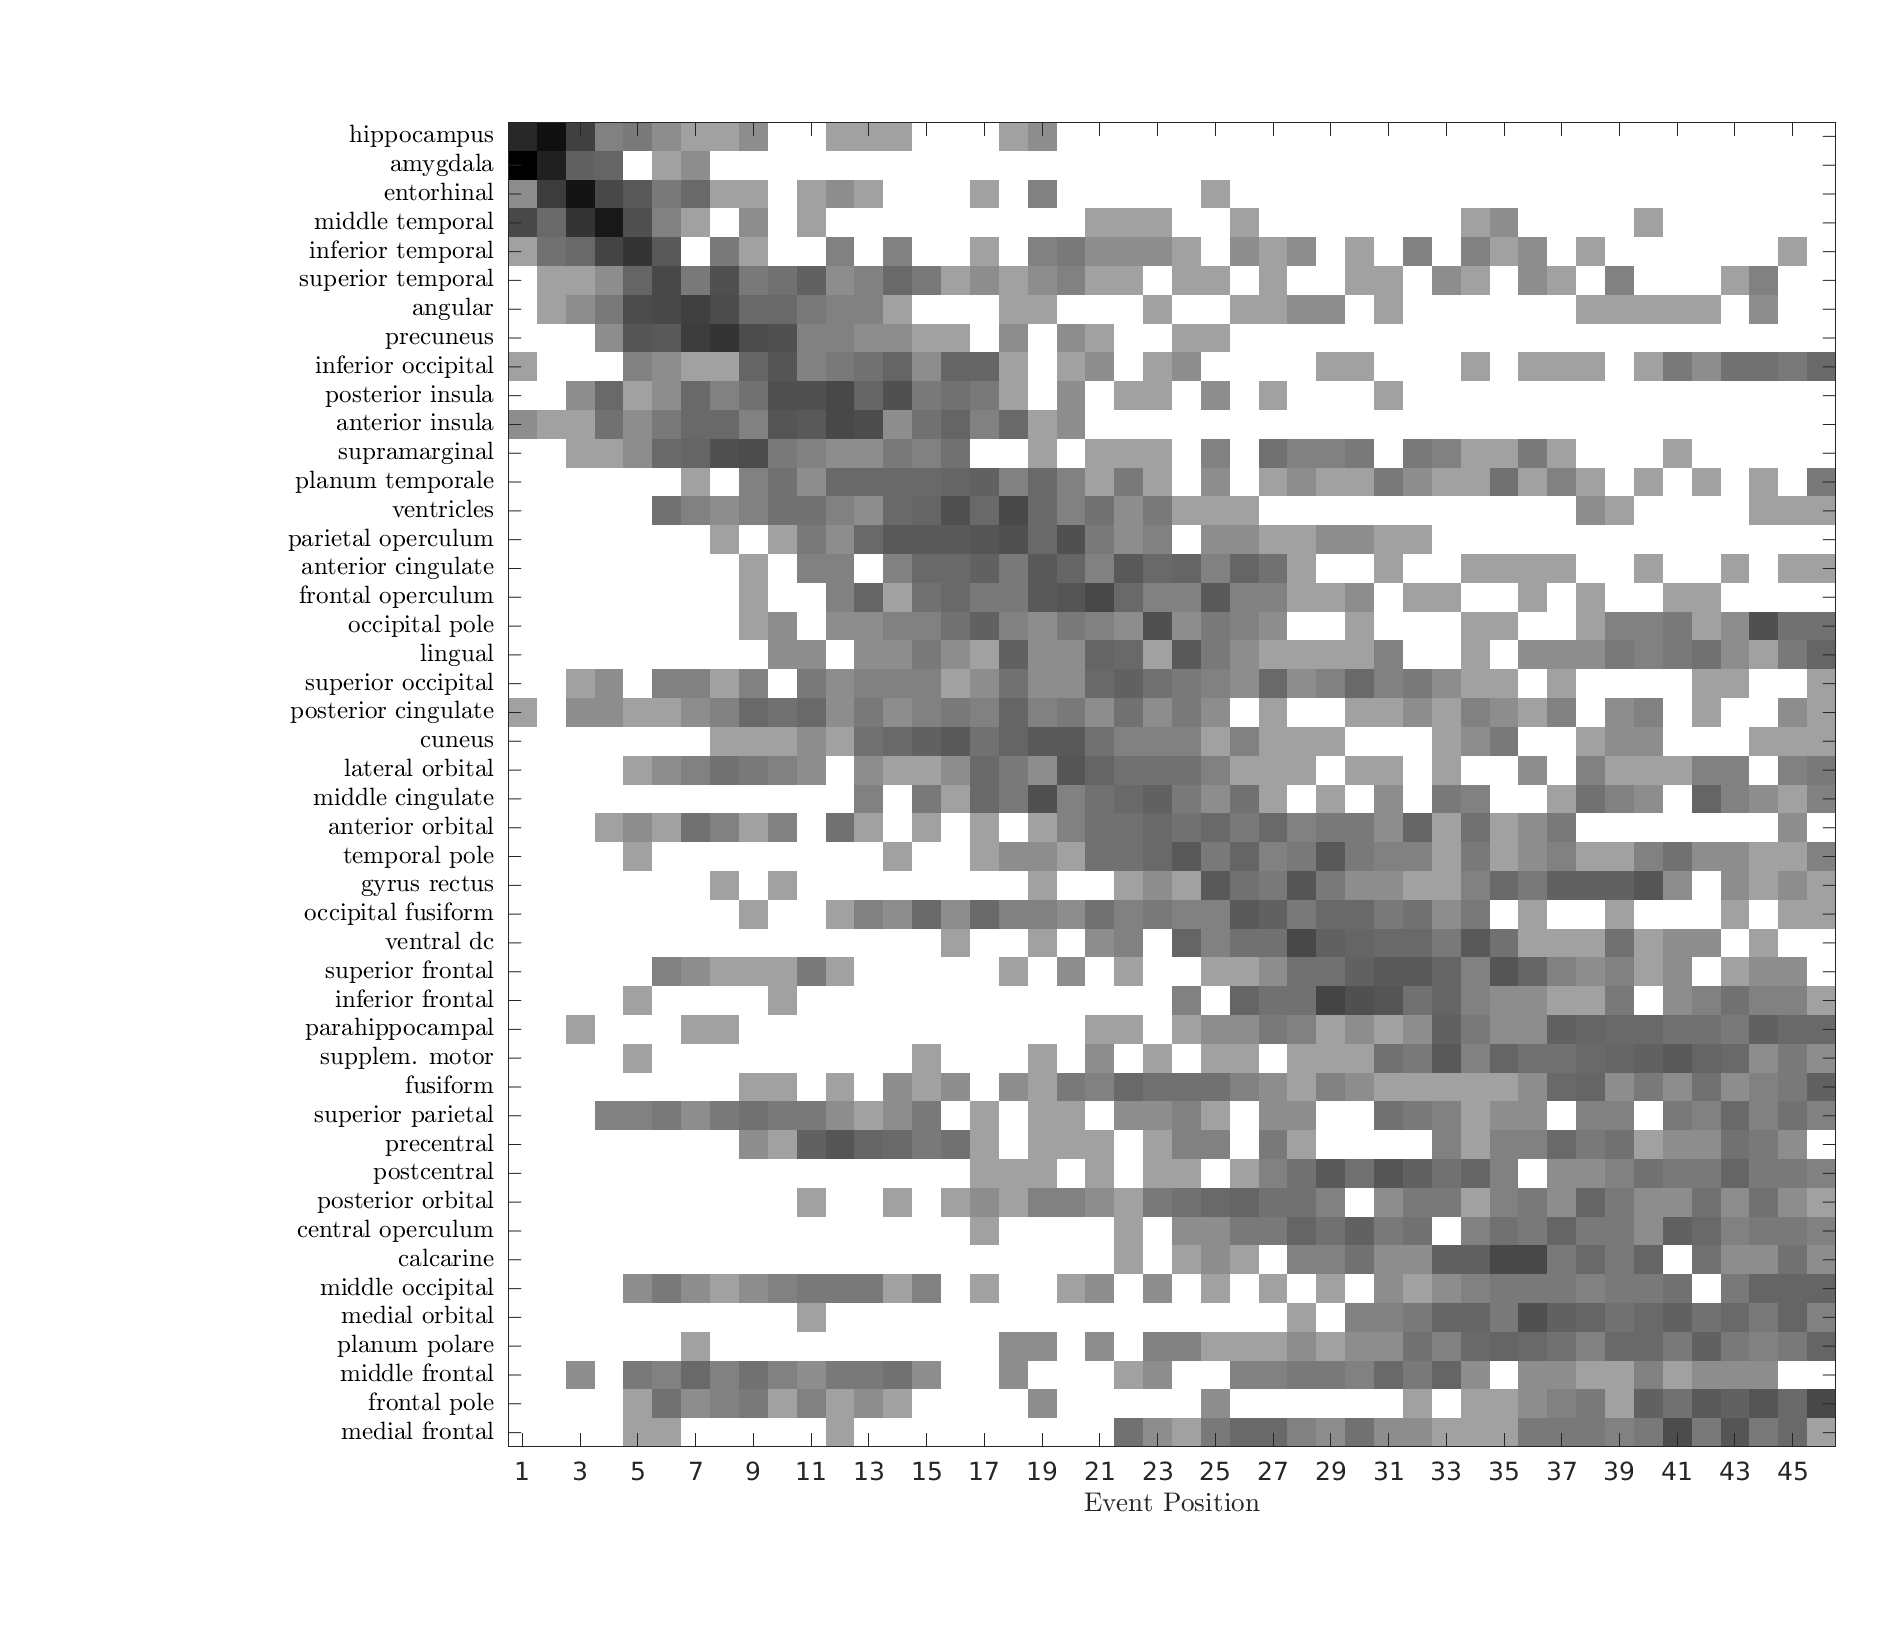 hippocampus
amygdala
entorhinal
middle temporal
inferior temporal
superior temporal
angular
precuneus
inferior occipital
posterior insula
anterior insula
supramarginal
planum temporale
ventricles
parietal operculum
anterior cingulate
frontal operculum
occipital pole
lingual
superior occipital
posterior cingulate
cuneus
lateral orbital
middle cingulate
anterior orbital
temporal pole
gyrus rectus
occipital fusiform
ventral dc
superior frontal
inferior frontal
parahippocampal
supplem. motor
fusiform
superior parietal
precentral
postcentral
posterior orbital
central operculum
calcarine
middle occipital
medial orbital
planum polare
middle frontal
frontal pole
medial frontal
1 3 5 7 9 11 13 15 17 19 21 23 25 27 29 31 33 35 37 39 41 43 45
Event Position